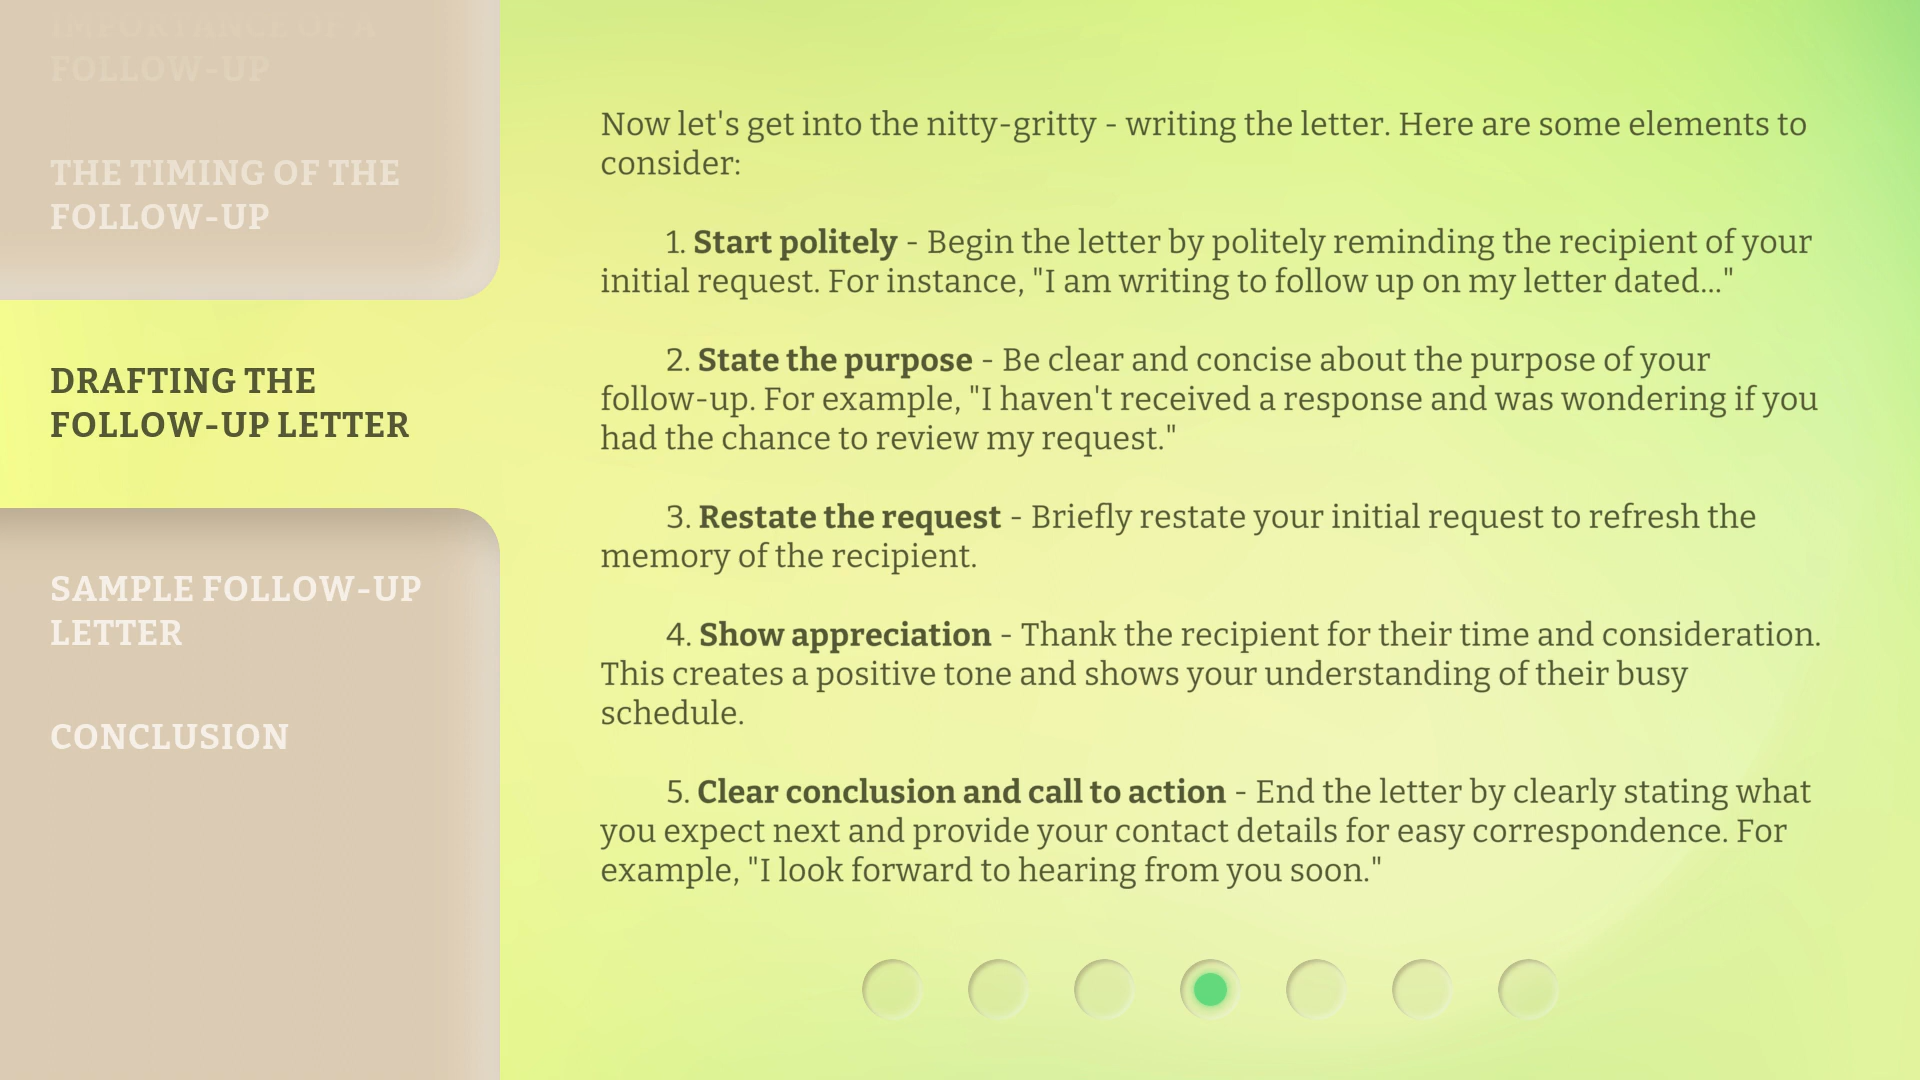 IMPORTANCE OF A
FOLLOW-UP
THE TIMING OF THE
FOLLOW-UP
DRAFTING THE
FOLLOW-UP LETTER
SAMPLE FOLLOW-UP
LETTER
CONCLUSION
Now let's get into the nitty-gritty - writing the letter. Here are some elements to
consider:
1. Start politely - Begin the letter by politely reminding the recipient of your
initial request. For instance, "I am writing to follow up on my letter dated..."
2. State the purpose - Be clear and concise about the purpose of your
follow-up. For example, "I haven't received a response and was wondering if you
had the chance to review my request."
3. Restate the request - Briefly restate your initial request to refresh the
memory of the recipient.
4. Show appreciation - Thank the recipient for their time and consideration.
This creates a positive tone and shows your understanding of their busy
schedule.
5. Clear conclusion and call to action - End the letter by clearly stating what
you expect next and provide your contact details for easy correspondence. For
example, "I look forward to hearing from you soon."